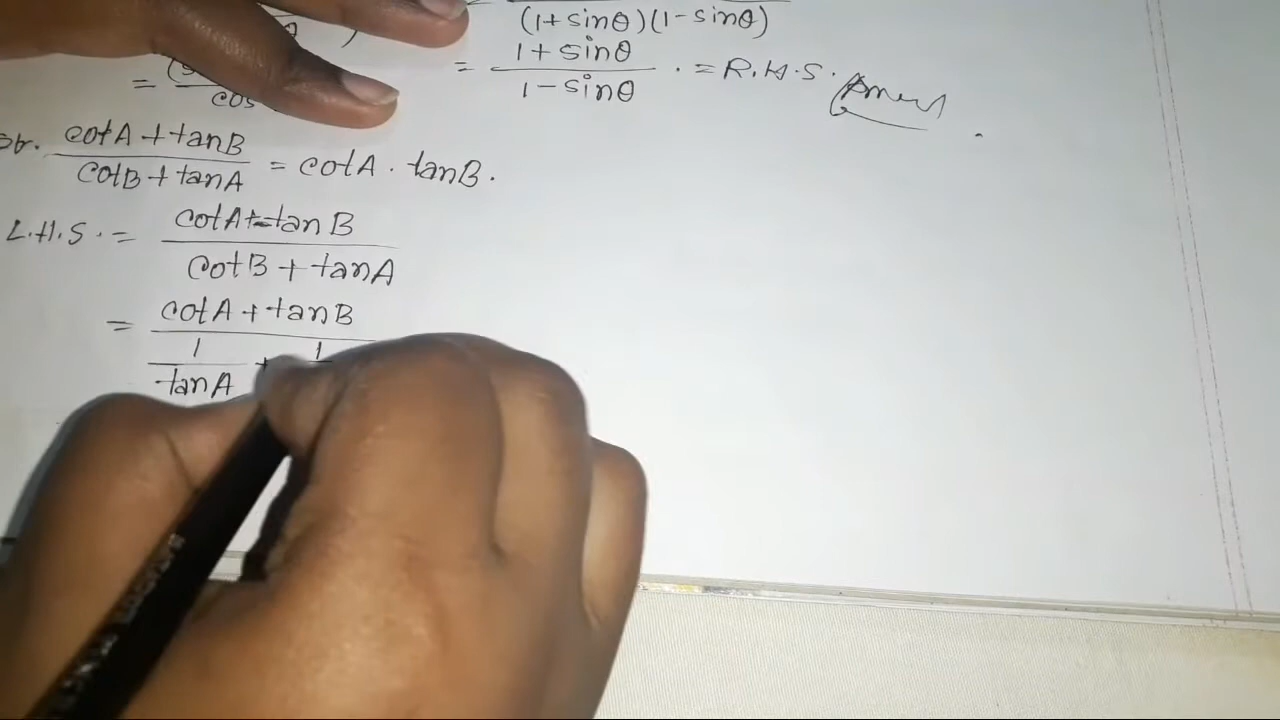 (1+sinθ)(1-sinθ)
= 1+sinθ / 1-sinθ . = R.H.S.
= cos
cotA+tanB / cotB+tanA = cotA . tanB.
L.H.S. = cotA+tanB / cotB+tanA
= cotA+tanB / 1/tanA + 1